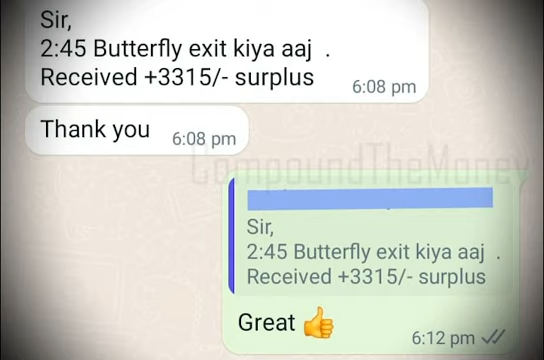 Sir,
2:45 Butterfly exit kiya aaj .
Received +3315/- surplus
6:08 pm
Thank you
6:08 pm
CompoundTheMoney
Sir,
2:45 Butterfly exit kiya aaj .
Received +3315/- surplus
Great 👍
6:12 pm